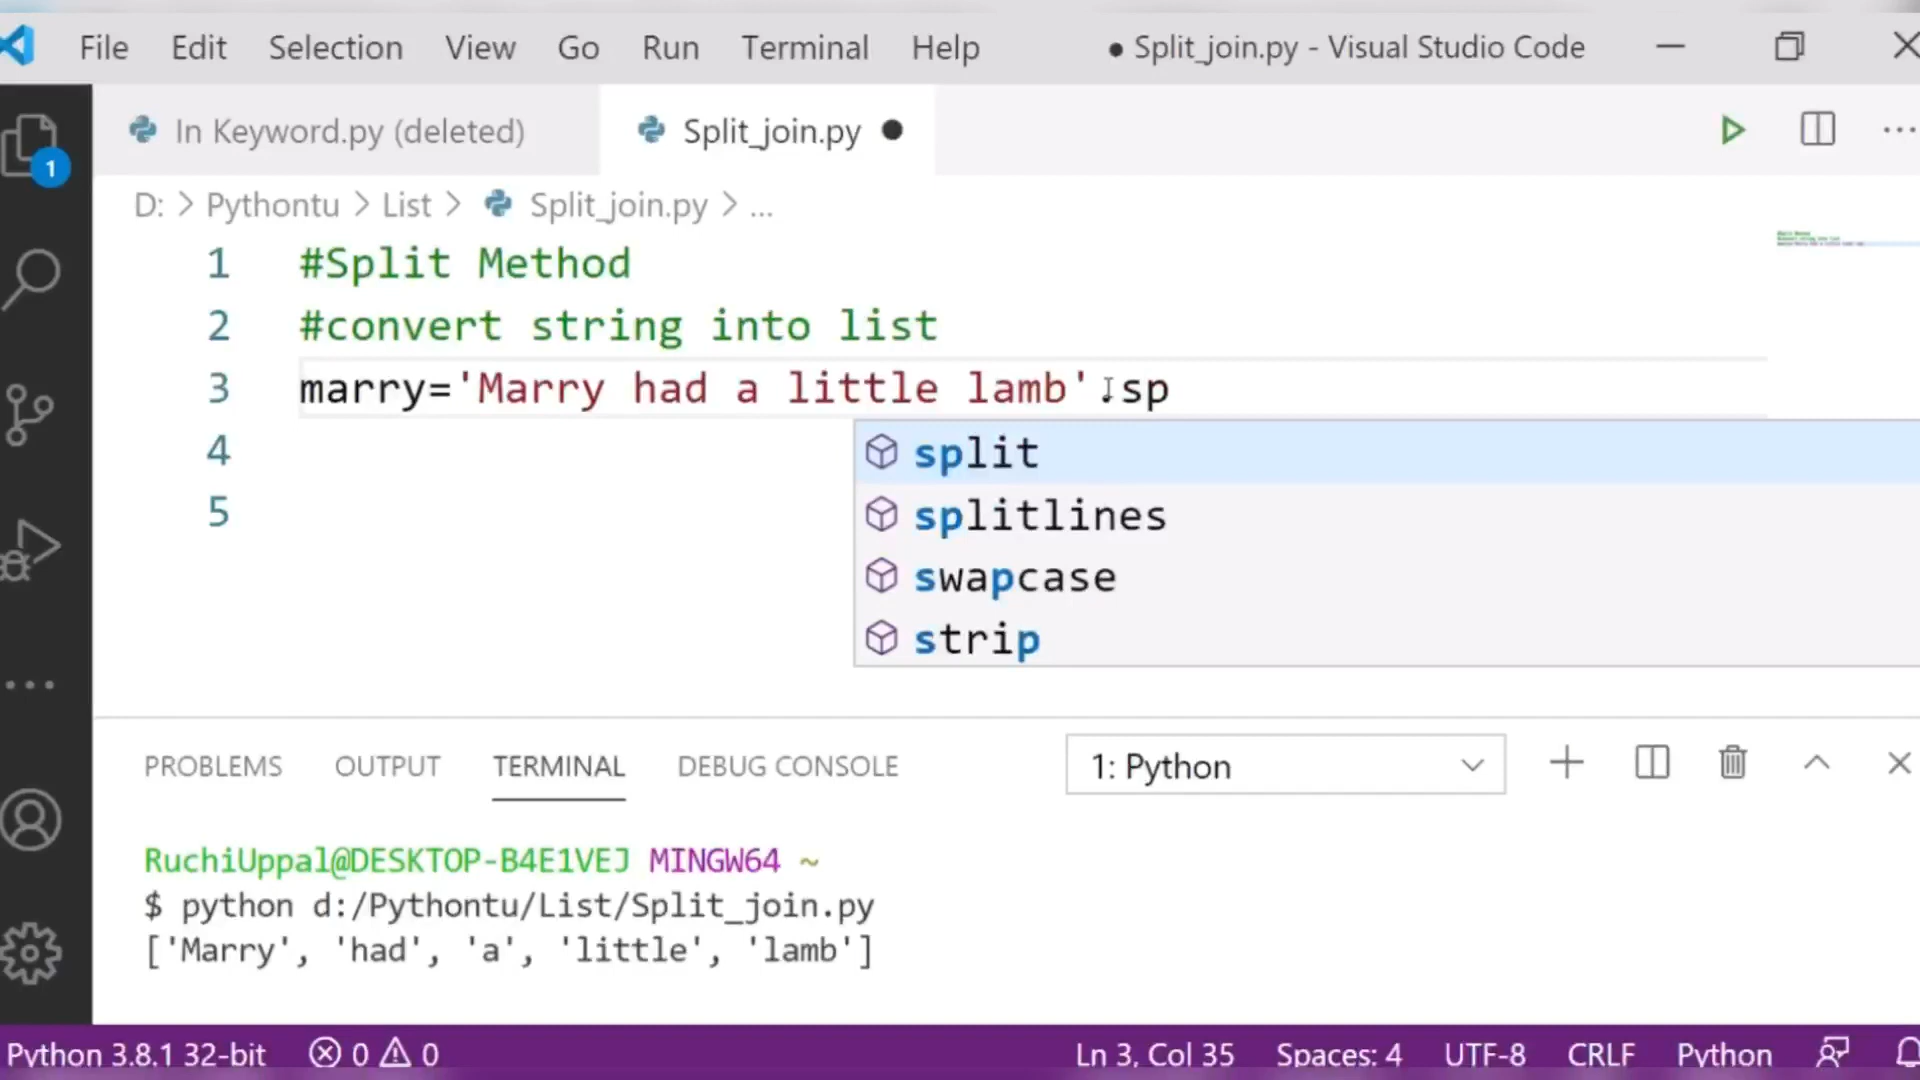 File Edit Selection View Go Run Terminal Help ● Split_join.py - Visual Studio Code
In Keyword.py (deleted) Split_join.py ●
D: > Pythontu > List > Split_join.py > ...
1 #Split Method
2 #convert string into list
3 marry='Marry had a little lamb'.sp
4
5
split
splitlines
swapcase
strip
1
PROBLEMS OUTPUT TERMINAL DEBUG CONSOLE 1: Python
RuchiUppal@DESKTOP-B4E1VEJ MINGW64 ~
$ python d:/Pythontu/List/Split_join.py
['Marry', 'had', 'a', 'little', 'lamb']
Python 3.8.1 32-bit 0 0 Ln 3, Col 35 Spaces: 4 UTF-8 CRLF Python